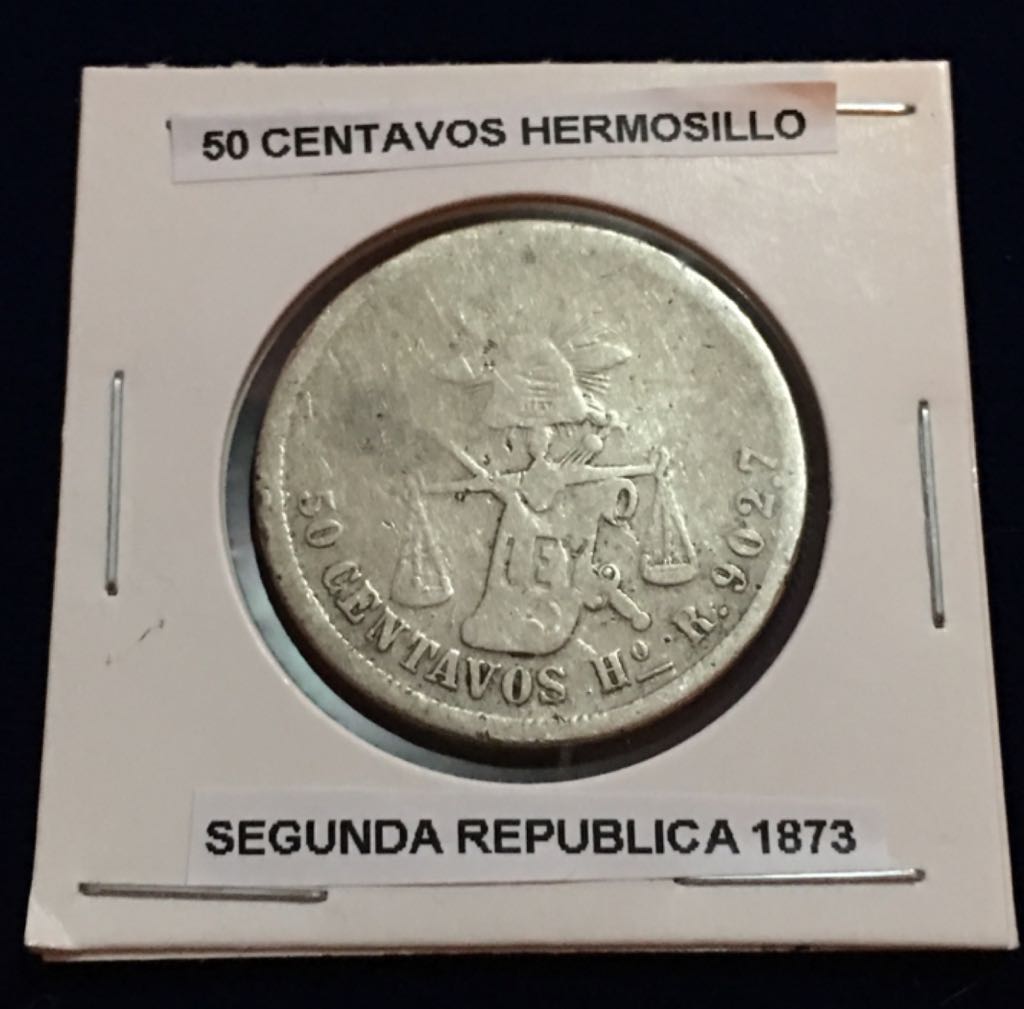 50 CENTAVOS HERMOSILLO
LEY
50 CENTAVOS Hº R. 902.7
SEGUNDA REPUBLICA 1873